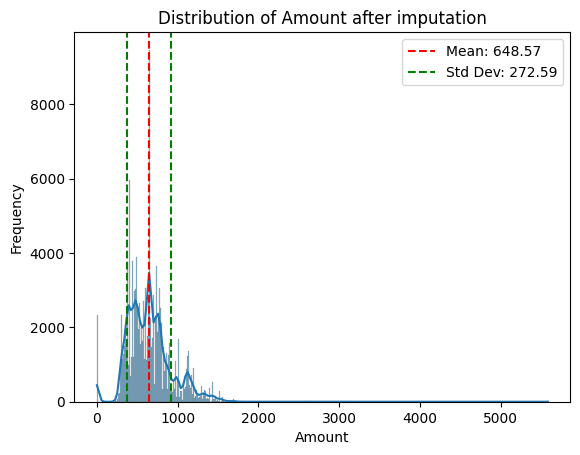 Distribution of Amount after imputation
Mean: 648.57
Std Dev: 272.59
Frequency
8000
6000
4000
2000
0
0 1000 2000 3000 4000 5000
Amount